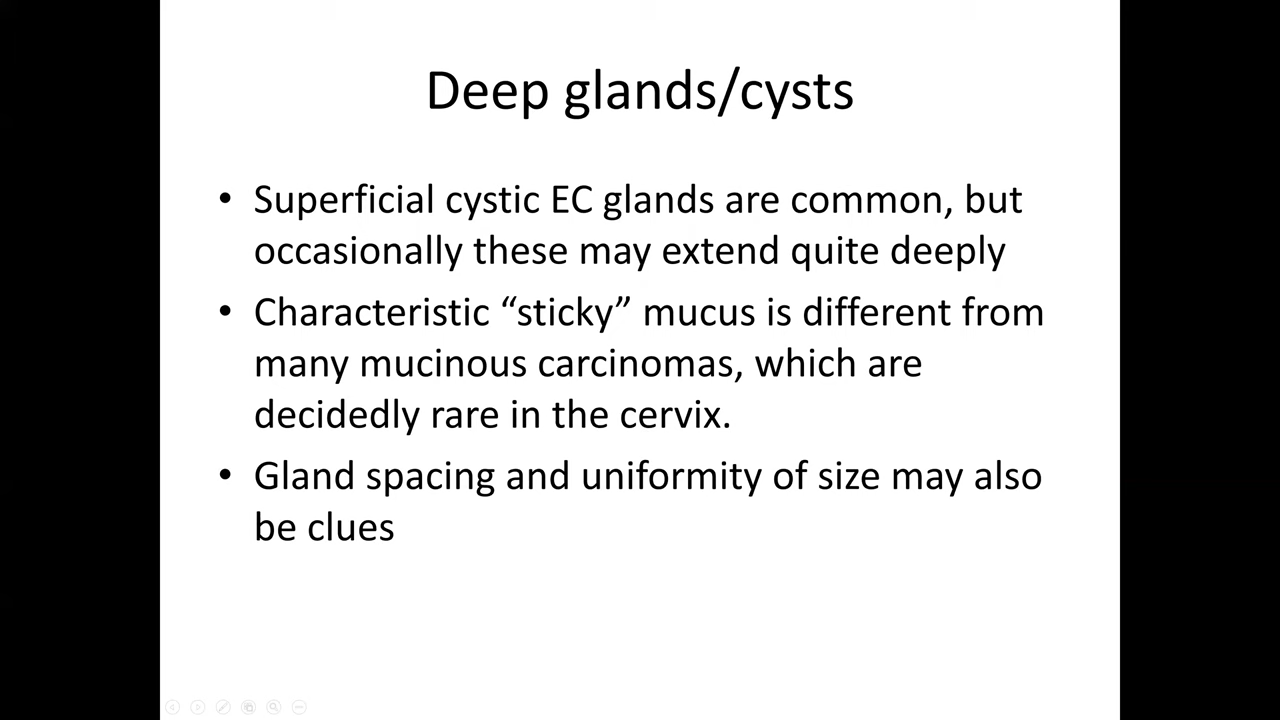 Deep glands/cysts
• Superficial cystic EC glands are common, but
occasionally these may extend quite deeply
• Characteristic “sticky” mucus is different from
many mucinous carcinomas, which are
decidedly rare in the cervix.
• Gland spacing and uniformity of size may also
be clues